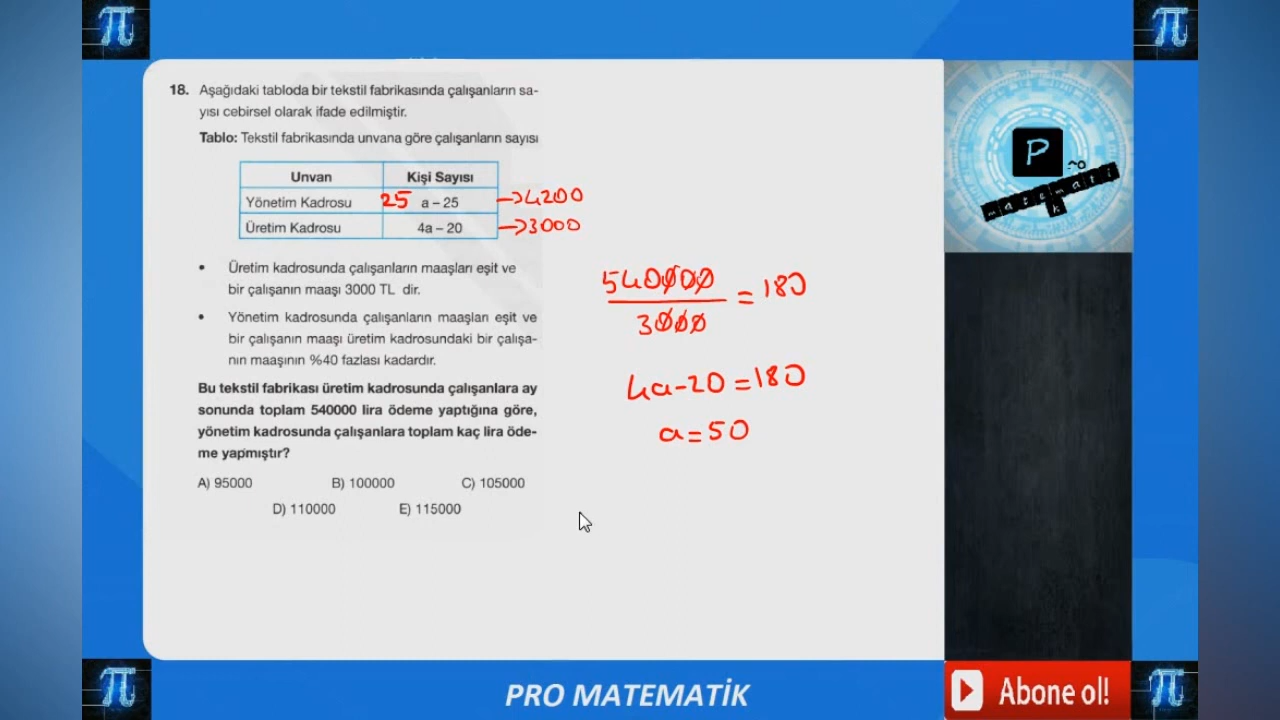 18. Aşağıdaki tabloda bir tekstil fabrikasında çalışanların sa-
yısı cebirsel olarak ifade edilmiştir.
Tablo: Tekstil fabrikasında unvana göre çalışanların sayısı
Unvan Kişi Sayısı
Yönetim Kadrosu 25 a – 25 →4200
Üretim Kadrosu 4a – 20 →3000
• Üretim kadrosunda çalışanların maaşları eşit ve
bir çalışanın maaşı 3000 TL dir.
• Yönetim kadrosunda çalışanların maaşları eşit ve
bir çalışanın maaşı üretim kadrosundaki bir çalışa-
nın maaşının %40 fazlası kadardır.
Bu tekstil fabrikası üretim kadrosunda çalışanlara ay
sonunda toplam 540000 lira ödeme yaptığına göre,
yönetim kadrosunda çalışanlara toplam kaç lira öde-
me yapmıştır?
A) 95000 B) 100000 C) 105000
D) 110000 E) 115000
540000
3000
= 180
4a-20=180
a=50
π
π
π
π
P
~o
matematik
PRO MATEMATİK
Abone ol!